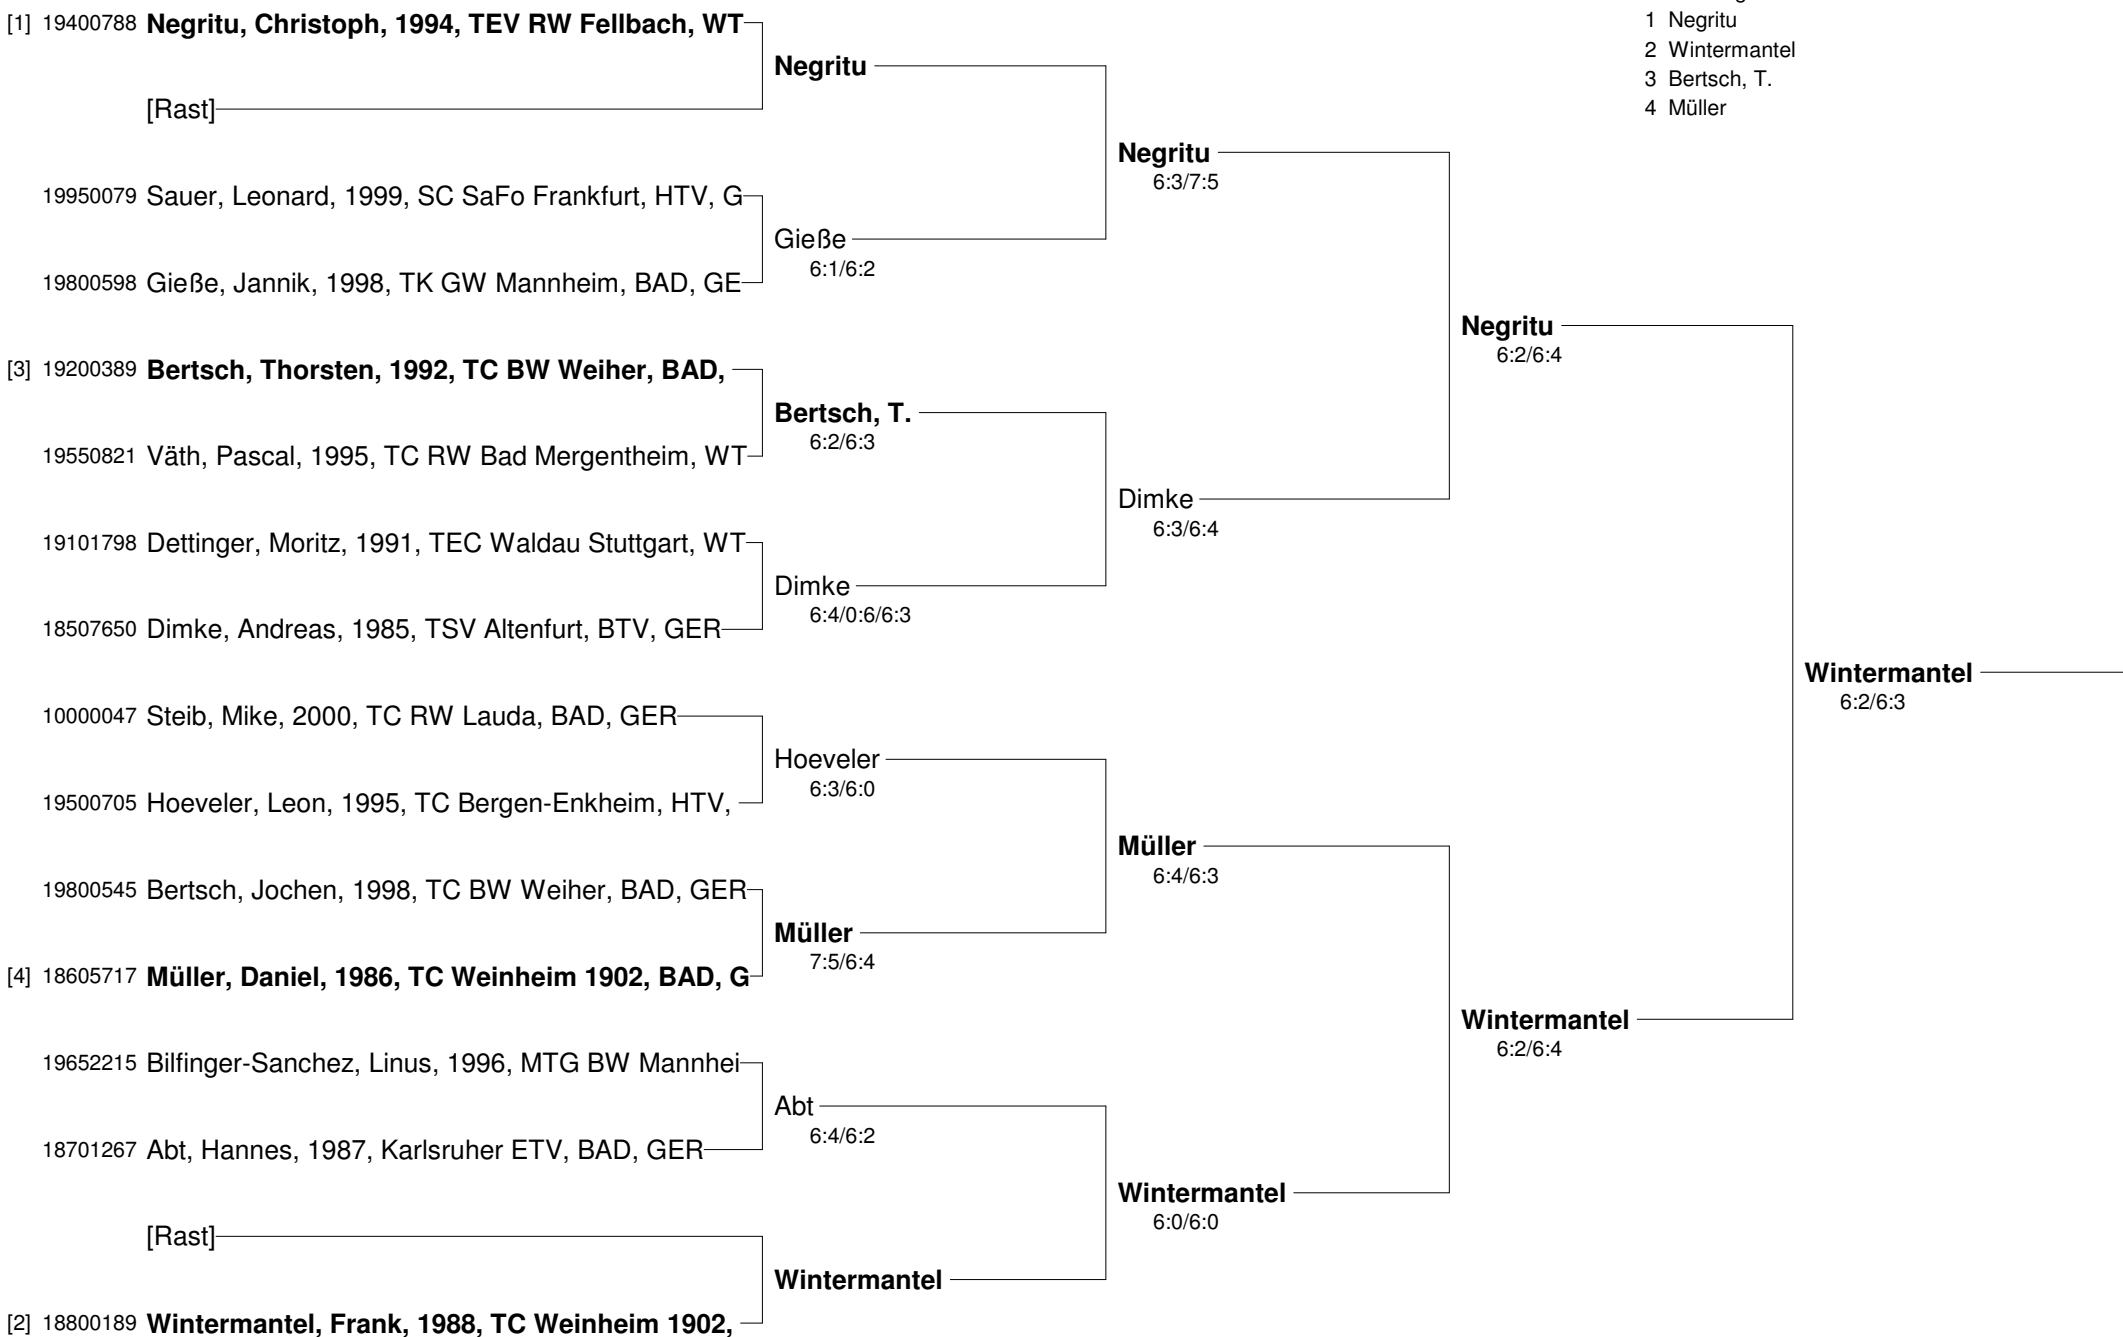 1 Negritu
2 Wintermantel
3 Bertsch, T.
4 Müller
[1] 19400788 Negritu, Christoph, 1994, TEV RW Fellbach, WT
Negritu
[Rast]
Negritu
6:3/7:5
19950079 Sauer, Leonard, 1999, SC SaFo Frankfurt, HTV, G
Gieße
6:1/6:2
19800598 Gieße, Jannik, 1998, TK GW Mannheim, BAD, GE
Negritu
6:2/6:4
[3] 19200389 Bertsch, Thorsten, 1992, TC BW Weiher, BAD,
Bertsch, T.
6:2/6:3
19550821 Väth, Pascal, 1995, TC RW Bad Mergentheim, WT
Dimke
6:3/6:4
19101798 Dettinger, Moritz, 1991, TEC Waldau Stuttgart, WT
Dimke
6:4/0:6/6:3
18507650 Dimke, Andreas, 1985, TSV Altenfurt, BTV, GER
Wintermantel
6:2/6:3
10000047 Steib, Mike, 2000, TC RW Lauda, BAD, GER
Hoeveler
6:3/6:0
19500705 Hoeveler, Leon, 1995, TC Bergen-Enkheim, HTV,
Müller
6:4/6:3
19800545 Bertsch, Jochen, 1998, TC BW Weiher, BAD, GER
Müller
7:5/6:4
[4] 18605717 Müller, Daniel, 1986, TC Weinheim 1902, BAD, G
Wintermantel
6:2/6:4
19652215 Bilfinger-Sanchez, Linus, 1996, MTG BW Mannhei
Abt
6:4/6:2
18701267 Abt, Hannes, 1987, Karlsruher ETV, BAD, GER
Wintermantel
6:0/6:0
[Rast]
Wintermantel
[2] 18800189 Wintermantel, Frank, 1988, TC Weinheim 1902,